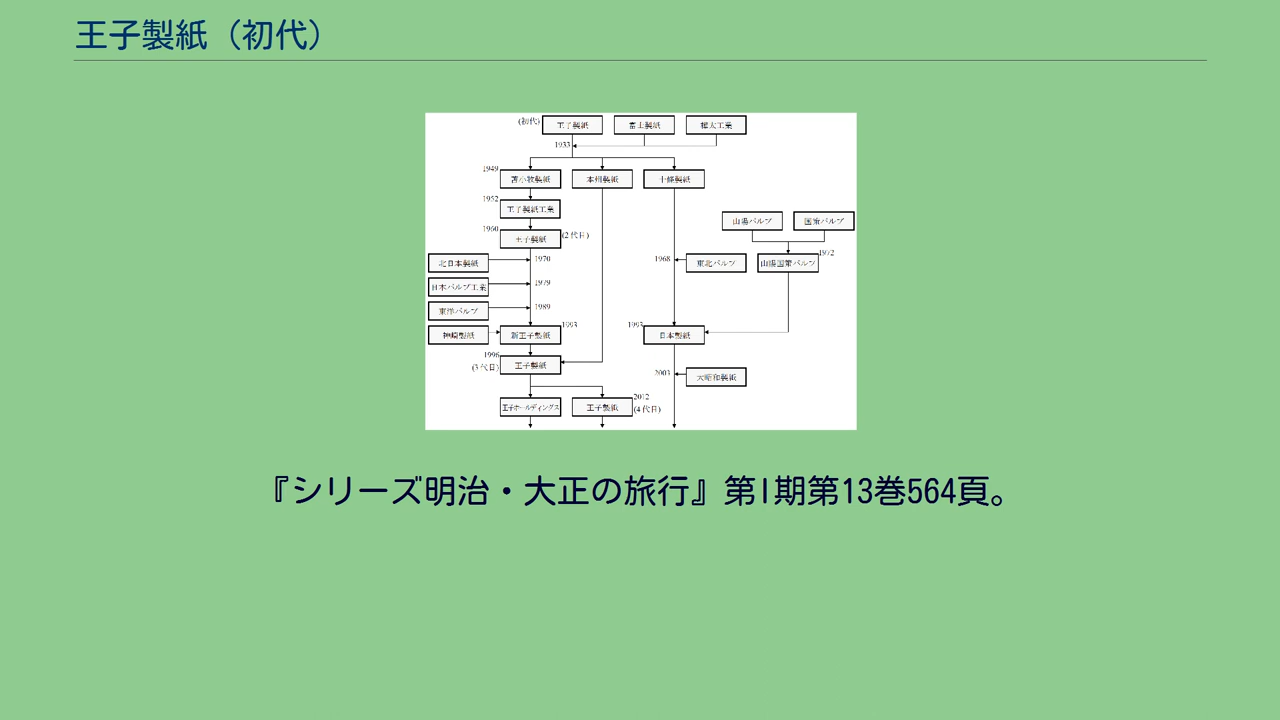 王子製紙（初代）
(初代)
王子製紙
富士製紙
樺太工業
1933
1949
苫小牧製紙
本州製紙
十條製紙
1952
王子製紙工業
山陽パルプ
国策パルプ
1960
王子製紙
(2代目)
北日本製紙
1970
1968
東北パルプ
山陽国策パルプ
1972
日本パルプ工業
1979
東洋パルプ
1989
神崎製紙
新王子製紙
1993
1993
日本製紙
1996
(3代目)
王子製紙
2003
大昭和製紙
王子ホールディングス
王子製紙
2012
(4代目)
『シリーズ明治・大正の旅行』第I期第13巻564頁。